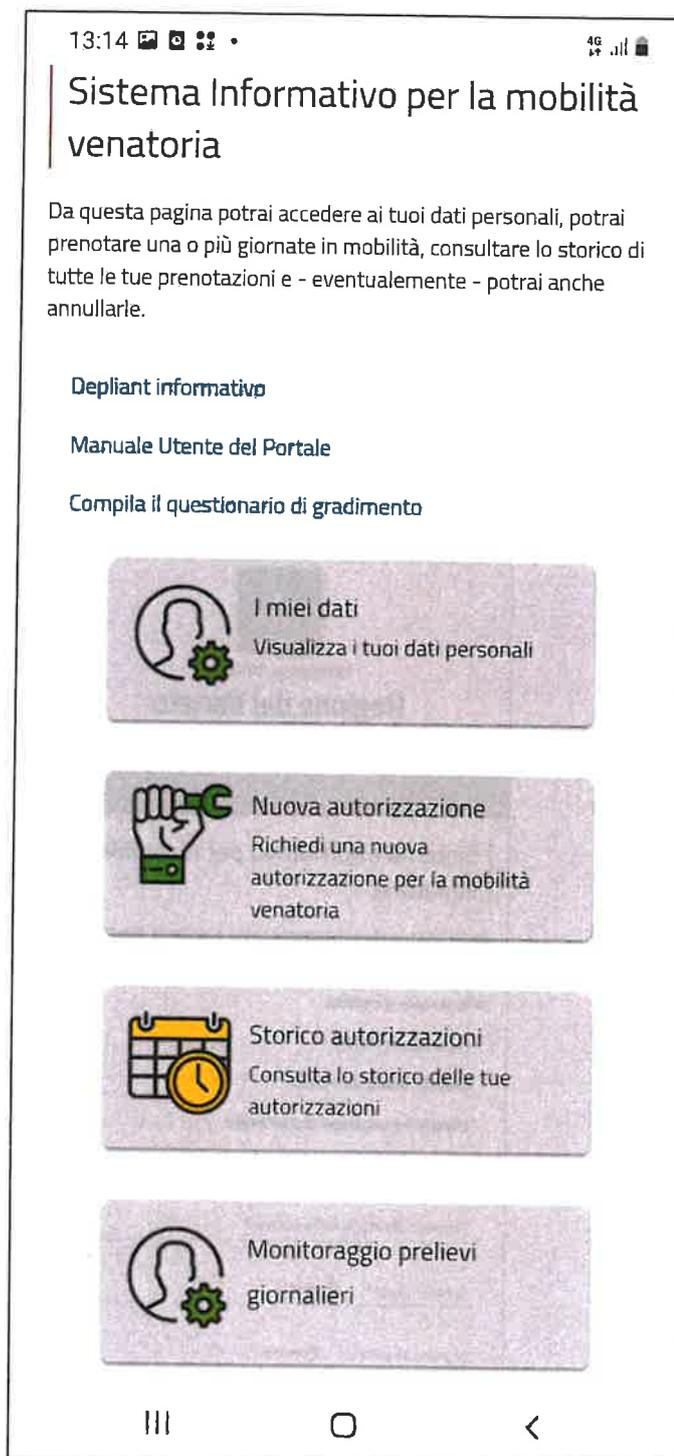 13:14
4G
Sistema Informativo per la mobilità
venatoria
Da questa pagina potrai accedere ai tuoi dati personali, potrai
prenotare una o più giornate in mobilità, consultare lo storico di
tutte le tue prenotazioni e - eventualemente - potrai anche
annullarle.
Depliant informativo
Manuale Utente del Portale
Compila il questionario di gradimento
I miei dati
Visualizza i tuoi dati personali
Nuova autorizzazione
Richiedi una nuova
autorizzazione per la mobilità
venatoria
Storico autorizzazioni
Consulta lo storico delle tue
autorizzazioni
Monitoraggio prelievi
giornalieri